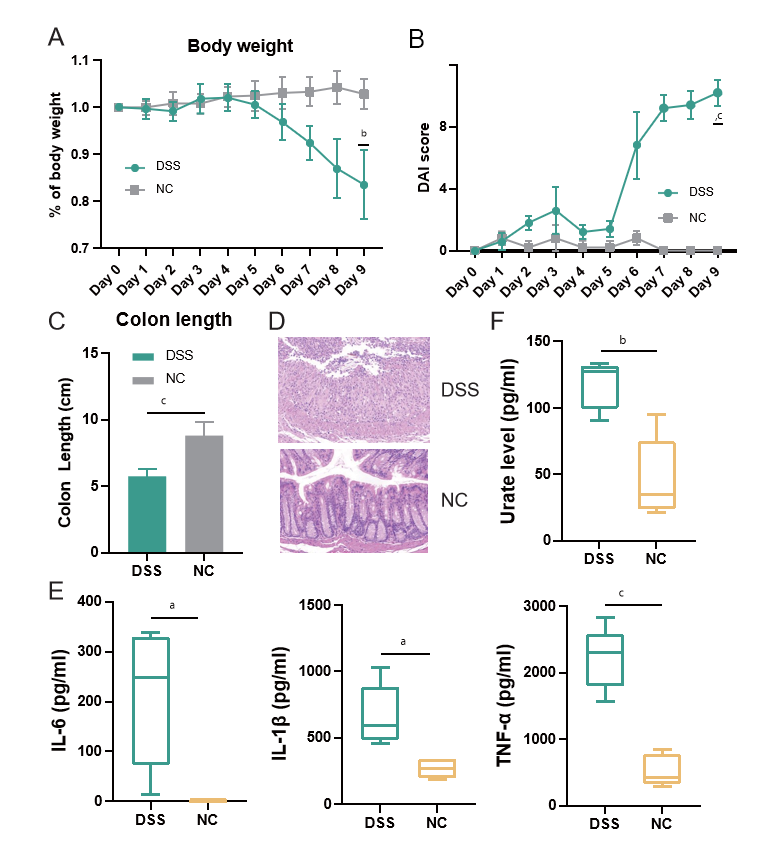 A
Body weight
% of body weight
1.1
1.0
0.9
0.8
0.7
DSS
NC
b
Day 0
Day 1
Day 2
Day 3
Day 4
Day 5
Day 6
Day 7
Day 8
Day 9
B
DAI score
8
4
0
DSS
NC
c
Day 0
Day 1
Day 2
Day 3
Day 4
Day 5
Day 6
Day 7
Day 8
Day 9
C
Colon length
Colon Length (cm)
15
10
5
0
DSS
NC
c
DSS
NC
D
DSS
NC
F
Urate level (pg/ml)
150
100
50
0
b
DSS
NC
E
IL-6 (pg/ml)
400
300
200
100
0
a
DSS
NC
IL-1β (pg/ml)
1500
1000
500
0
a
DSS
NC
TNF-α (pg/ml)
3000
2000
1000
0
c
DSS
NC